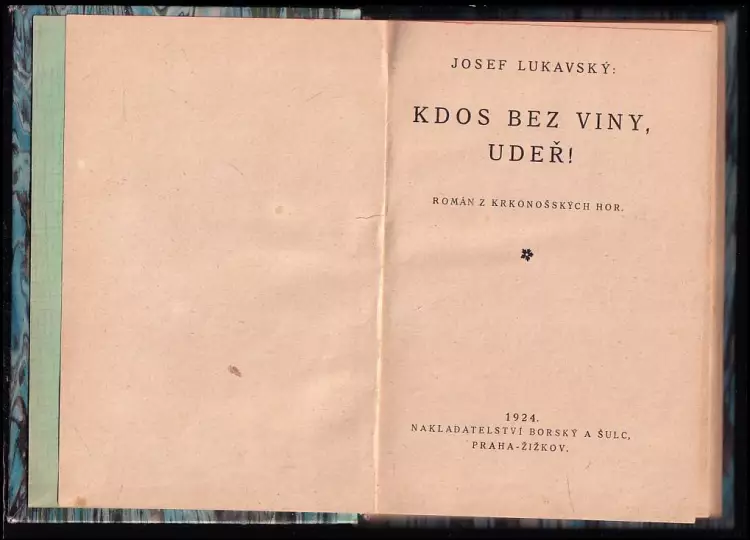 JOSEF LUKAVSKÝ:
KDOS BEZ VINY,
UDEŘ!
ROMÁN Z KRKONOŠSKÝCH HOR.
1924.
NAKLADATELSTVÍ BORSKÝ A ŠULC,
PRAHA-ŽIŽKOV.